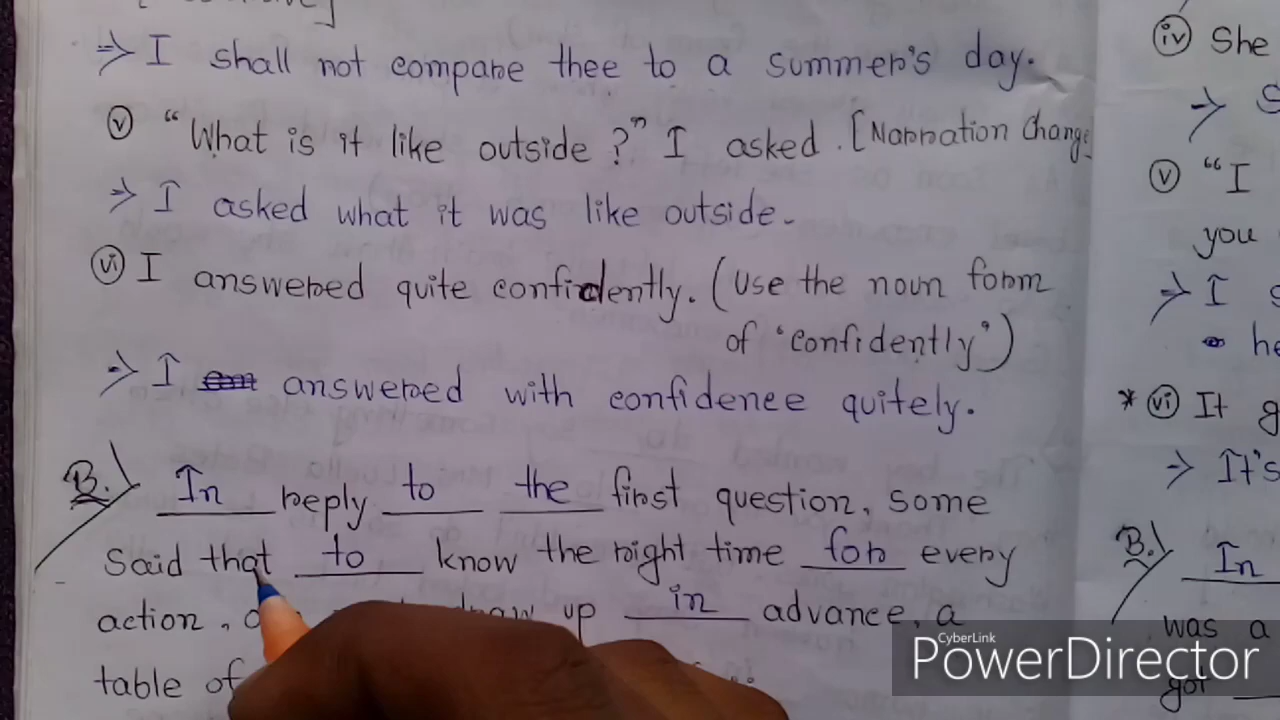 ⇒ I shall not compare thee to a summer's day.
ⓥ "What is it like outside ?" I asked . [Narration Change]
⇒ I asked what it was like outside.
ⓥⓘ I answered quite confidently. (Use the noun form
of 'confidently')
⇒ I answered with confidence quitely.
B. In reply to the first question, some
said that to know the right time for every
action, draw up in advance, a
table of
iv She
⇒ S
ⓥ "I
you
⇒ I
he
* vi It
⇒ It's
B. In
was a
got
CyberLink
PowerDirector